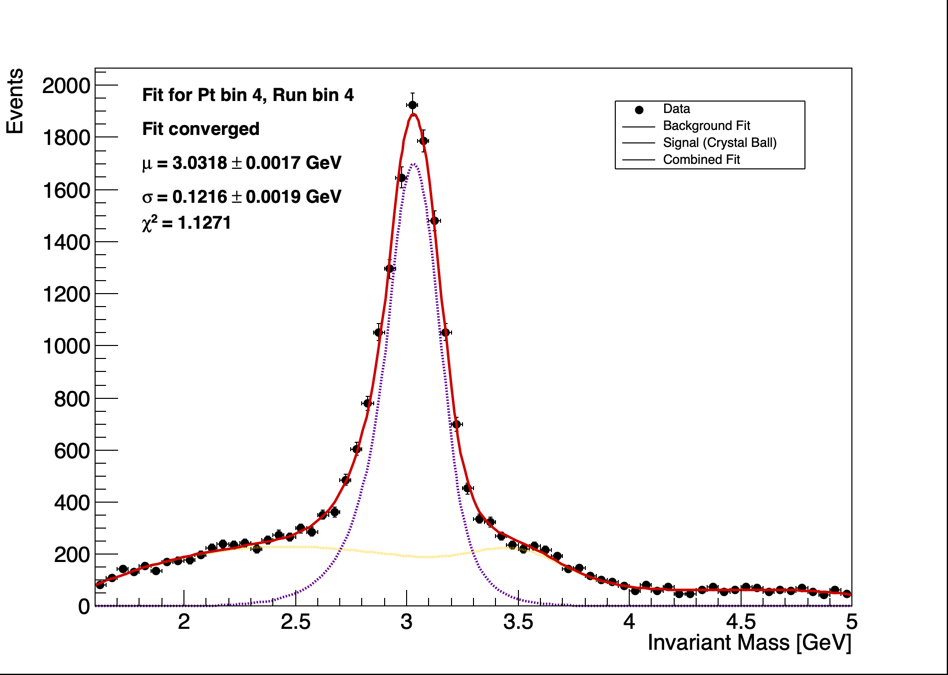 Events
Fit for Pt bin 4, Run bin 4
Fit converged
μ = 3.0318 ± 0.0017 GeV
σ = 0.1216 ± 0.0019 GeV
χ² = 1.1271
Data
Background Fit
Signal (Crystal Ball)
Combined Fit
2000
1800
1600
1400
1200
1000
800
600
400
200
0
2 2.5 3 3.5 4 4.5 5
Invariant Mass [GeV]